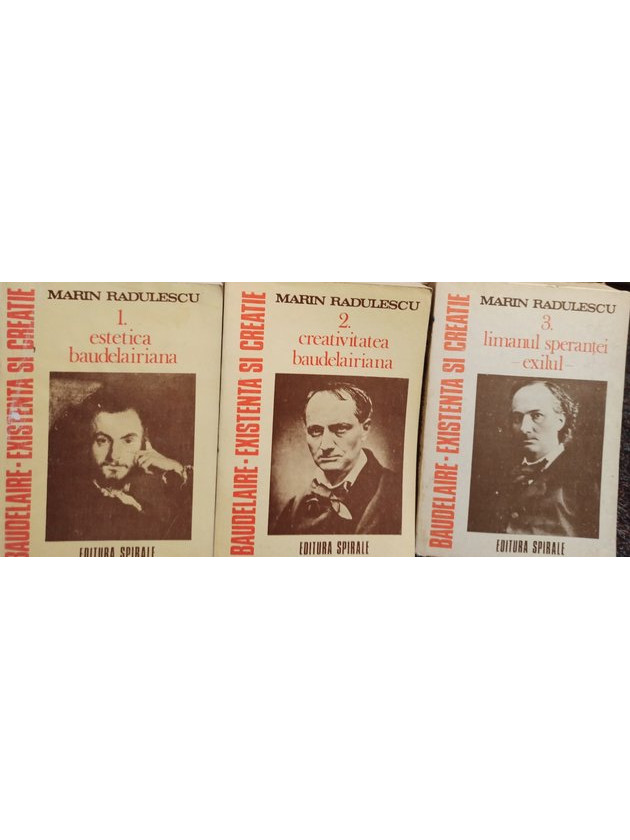 BAUDELAIRE · EXISTENTA SI CREATIE
MARIN RADULESCU
1.
estetica
baudelairiana
EDITURA SPIRALE
BAUDELAIRE · EXISTENTA SI CREATIE
MARIN RADULESCU
2.
creativitatea
baudelairiana
EDITURA SPIRALE
BAUDELAIRE · EXISTENTA SI CREATIE
MARIN RADULESCU
3.
limanul speranței
-exilul-
EDITURA SPIRALE